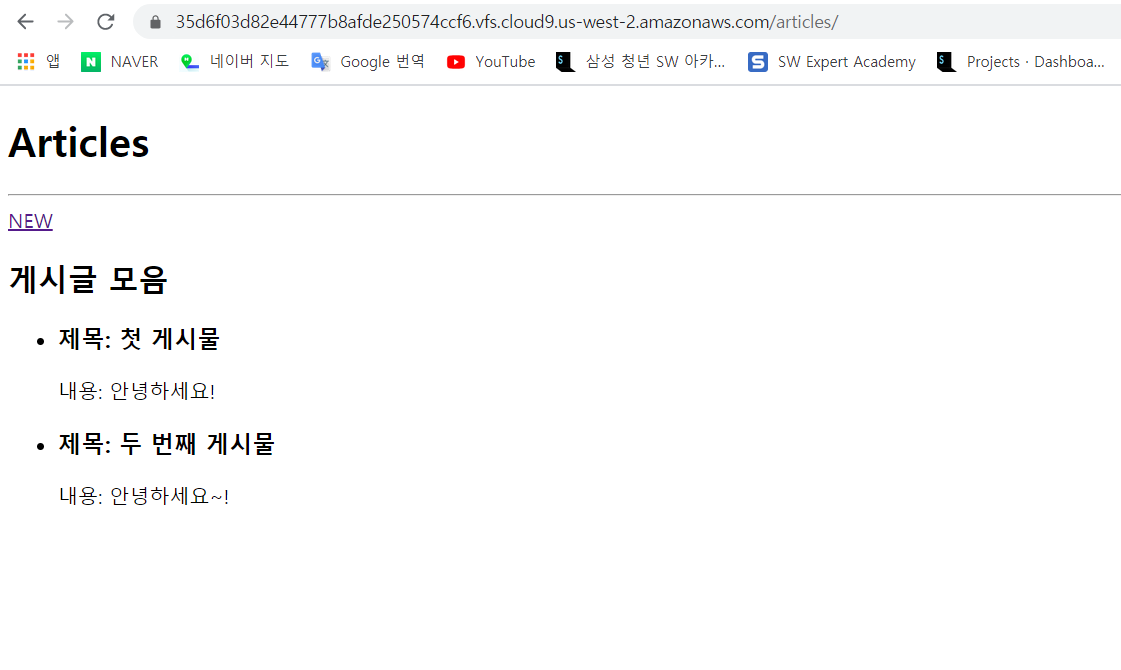 35d6f03d82e44777b8afde250574ccf6.vfs.cloud9.us-west-2.amazonaws.com/articles/
앱 NAVER 네이버 지도 Google 번역 YouTube 삼성 청년 SW 아카... SW Expert Academy Projects · Dashboa...
Articles
NEW
게시글 모음
제목: 첫 게시물
내용: 안녕하세요!
제목: 두 번째 게시물
내용: 안녕하세요~!